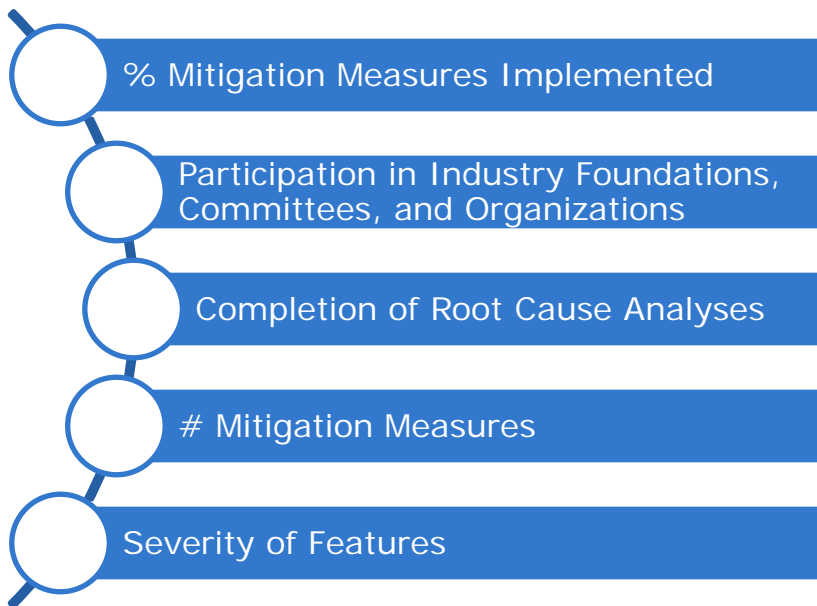 % Mitigation Measures Implemented
Participation in Industry Foundations,
Committees, and Organizations
Completion of Root Cause Analyses
# Mitigation Measures
Severity of Features